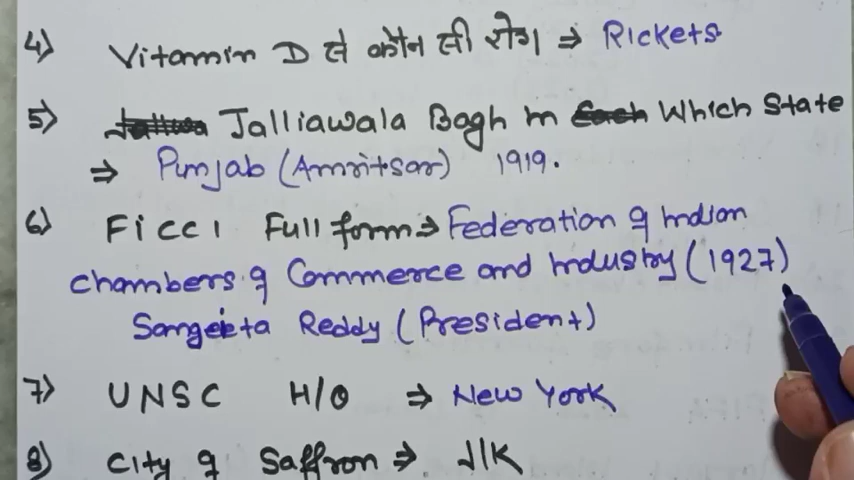 4) Vitamin D से कौन सी रोग ⇒ Rickets
5) Jalliawala Bagh in Which State
⇒ Punjab (Amritsar) 1919.
6) FiCCI Full form ⇒ Federation of Indian
chambers of Commerce and Industry (1927)
Sangeeta Reddy (President)
7) UNSC H/O ⇒ New York
8) City of Saffron ⇒ J/K